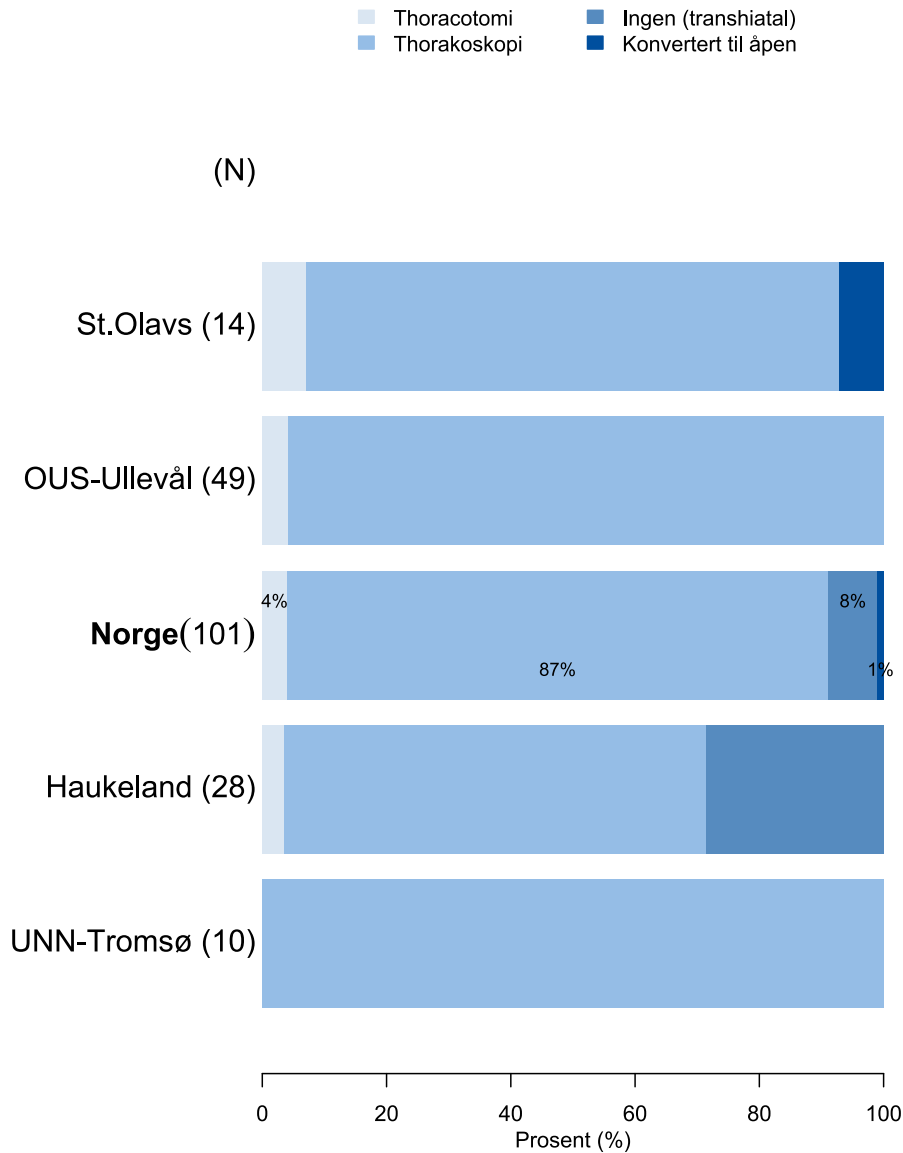 Thoracotomi
Thorakoskopi
Ingen (transhiatal)
Konvertert til åpen
(N)
St.Olavs (14)
OUS-Ullevål (49)
Norge(101)
4%
87%
8%
1%
Haukeland (28)
UNN-Tromsø (10)
0 20 40 60 80 100
Prosent (%)